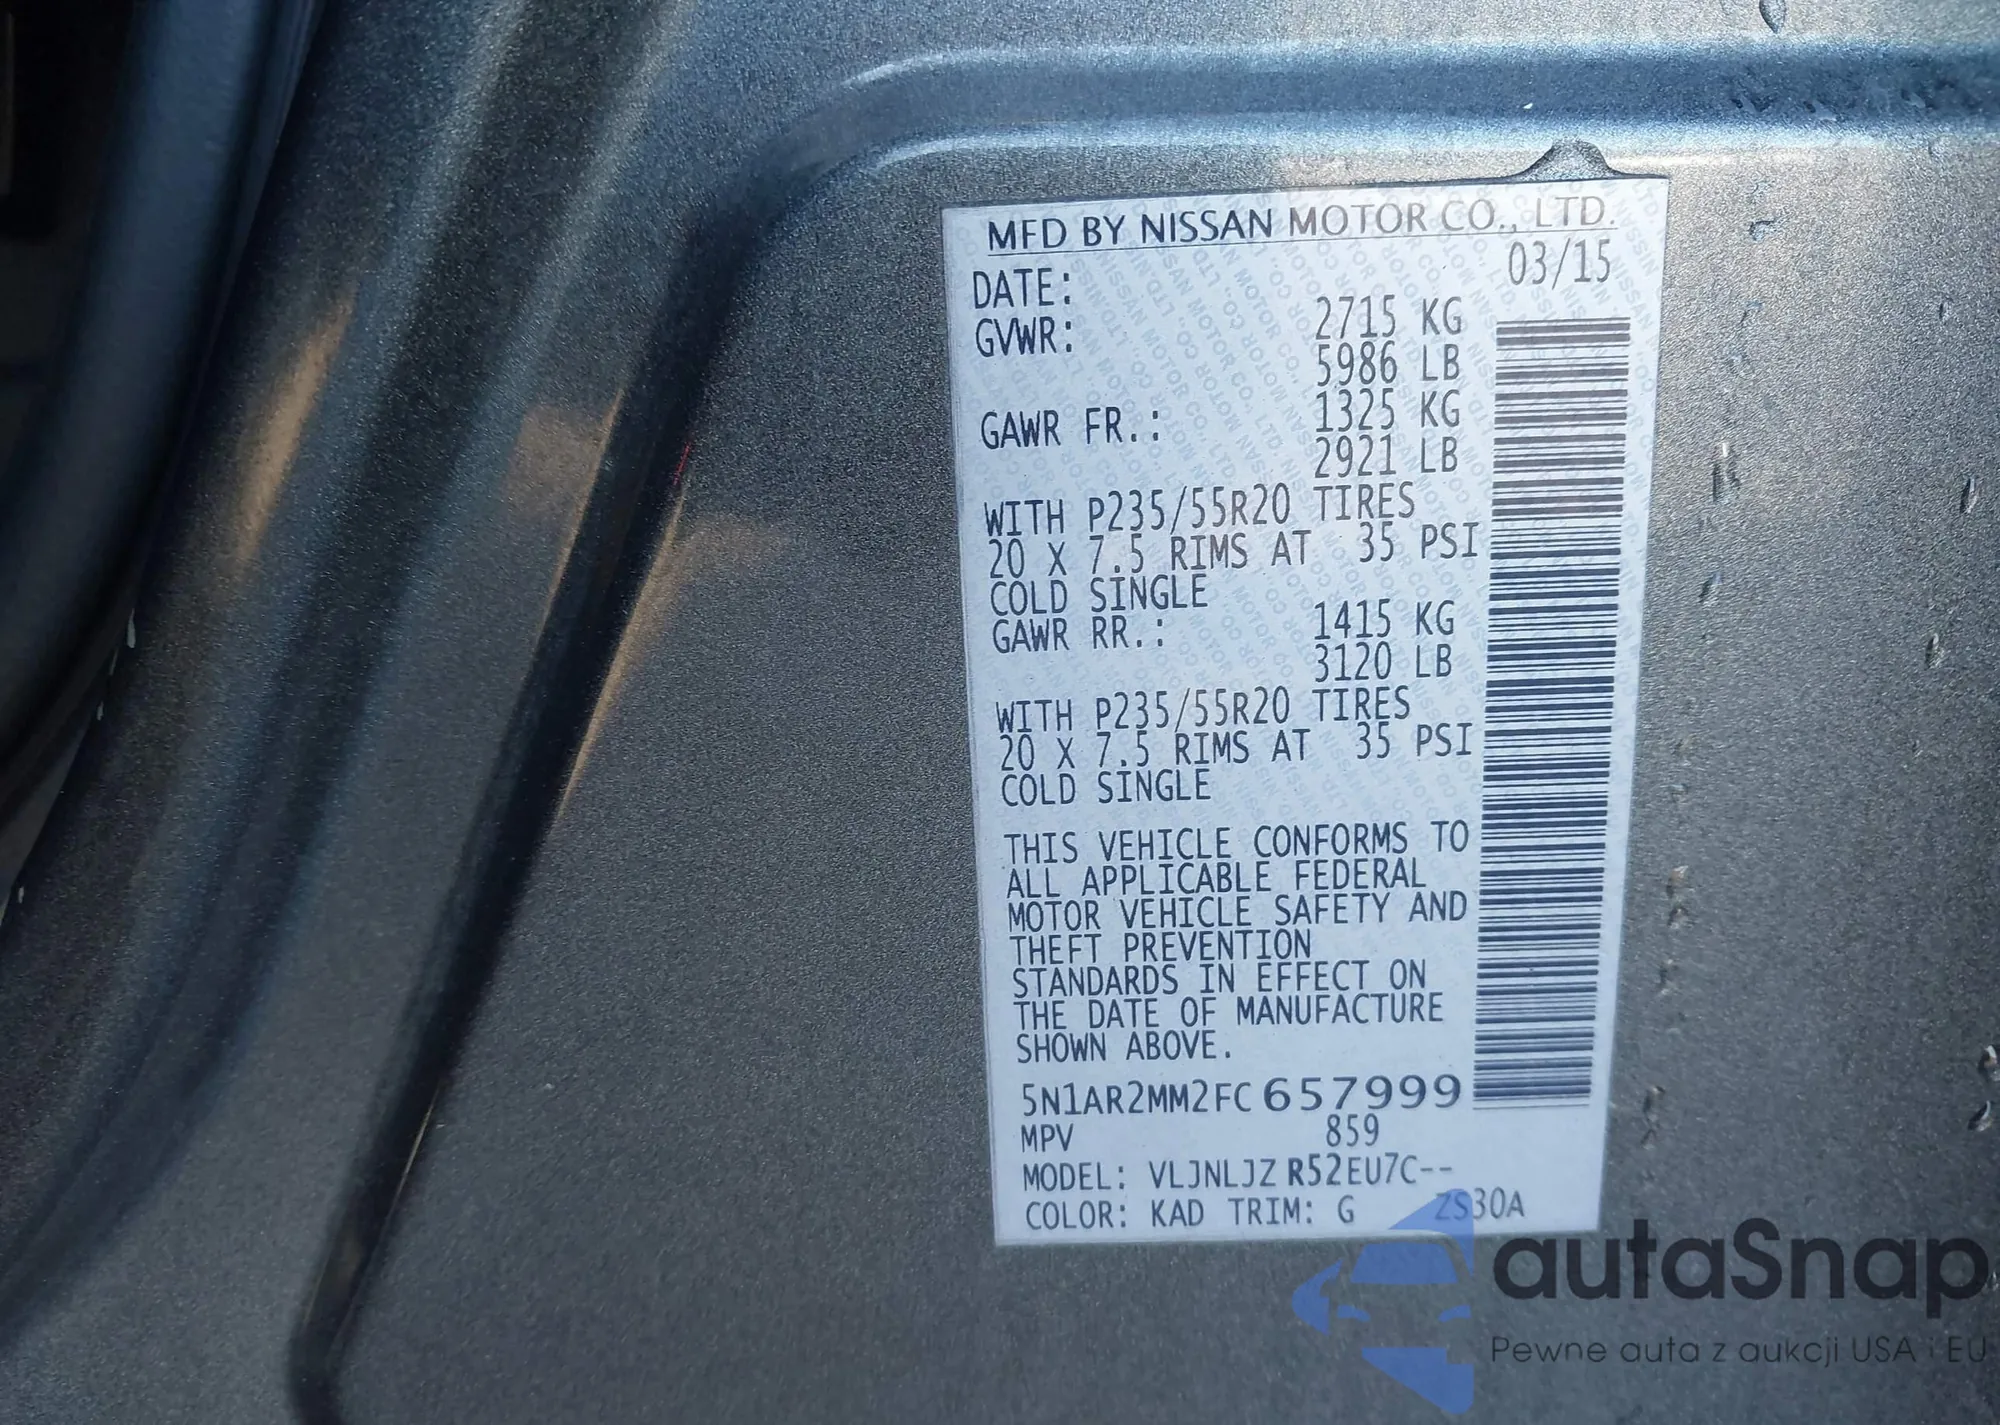 MFD BY NISSAN MOTOR CO., LTD.
DATE: 03/15
GVWR: 2715 KG
5986 LB
GAWR FR.: 1325 KG
2921 LB
WITH P235/55R20 TIRES
20 X 7.5 RIMS AT 35 PSI
COLD SINGLE
GAWR RR.: 1415 KG
3120 LB
WITH P235/55R20 TIRES
20 X 7.5 RIMS AT 35 PSI
COLD SINGLE
THIS VEHICLE CONFORMS TO
ALL APPLICABLE FEDERAL
MOTOR VEHICLE SAFETY AND
THEFT PREVENTION
STANDARDS IN EFFECT ON
THE DATE OF MANUFACTURE
SHOWN ABOVE.
5N1AR2MM2FC657999
MPV 859
MODEL: VLJNLJZ R52EU7C--
COLOR: KAD TRIM: G ZS30A
autaSnap
Pewne auta z aukcji USA i EU